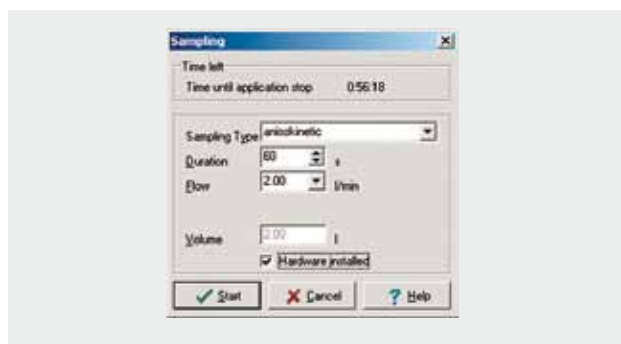 Sampling
Time left
Time until application stop 0:56:18
Sampling Type anisokinetic
Duration 60 s
Flow 2.00 l/min
Volume 2.00 l
Hardware installed
Start Cancel Help